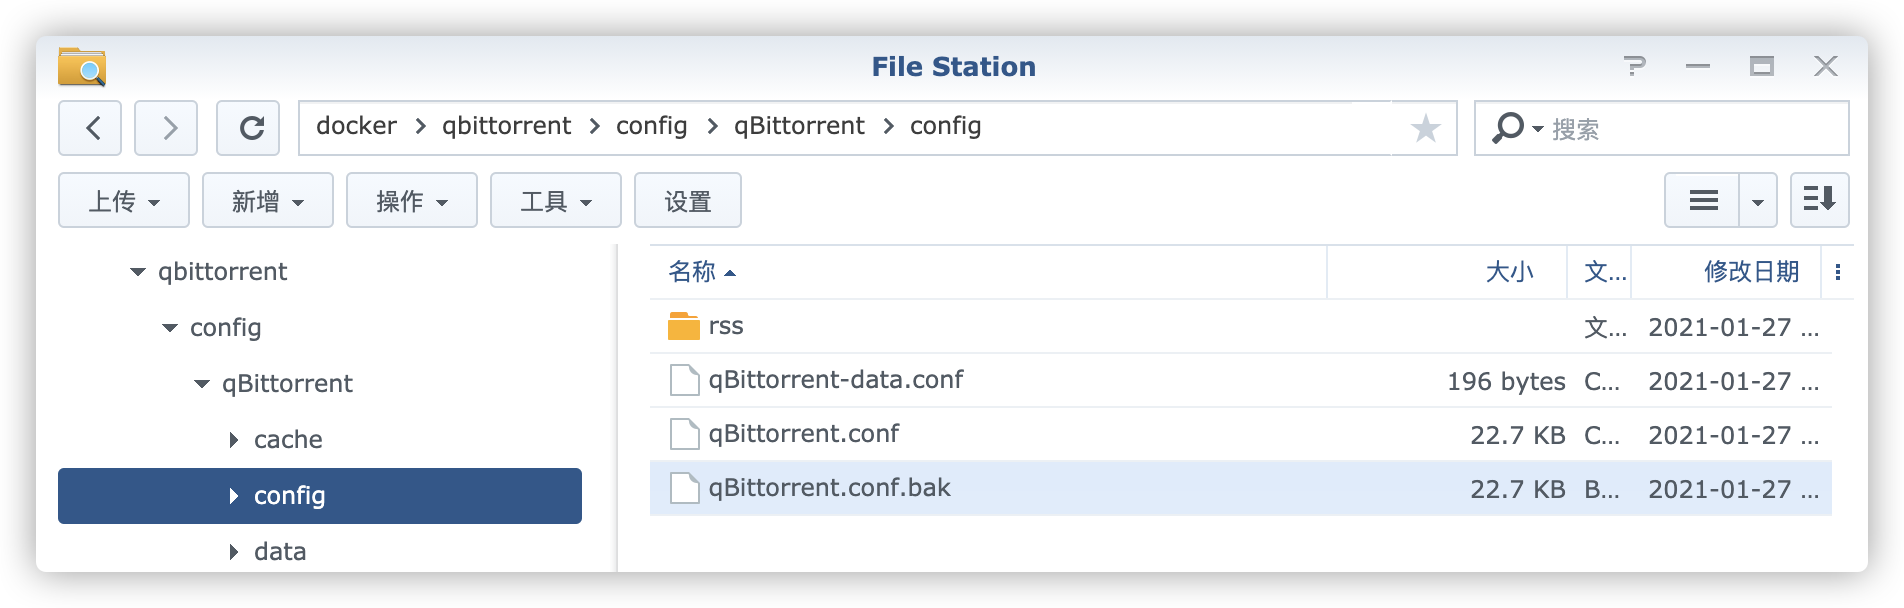 File Station
docker qbittorrent config qBittorrent config
搜索
上传 新增 操作 工具 设置
qbittorrent
config
qBittorrent
cache
config
data
名称 大小 文... 修改日期
rss 文... 2021-01-27 ...
qBittorrent-data.conf 196 bytes C... 2021-01-27 ...
qBittorrent.conf 22.7 KB C... 2021-01-27 ...
qBittorrent.conf.bak 22.7 KB B... 2021-01-27 ...